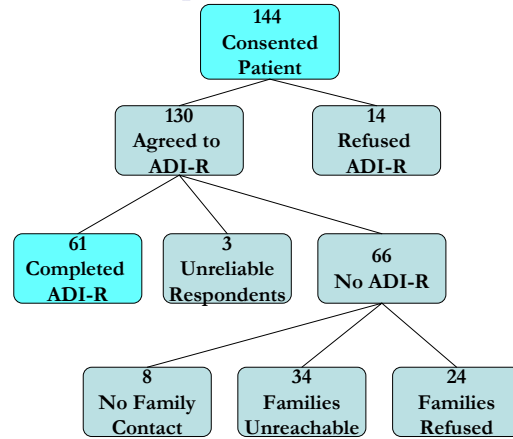 144
Consented
Patient
130
Agreed to
ADI-R
14
Refused
ADI-R
61
Completed
ADI-R
3
Unreliable
Respondents
66
No ADI-R
8
No Family
Contact
34
Families
Unreachable
24
Families
Refused